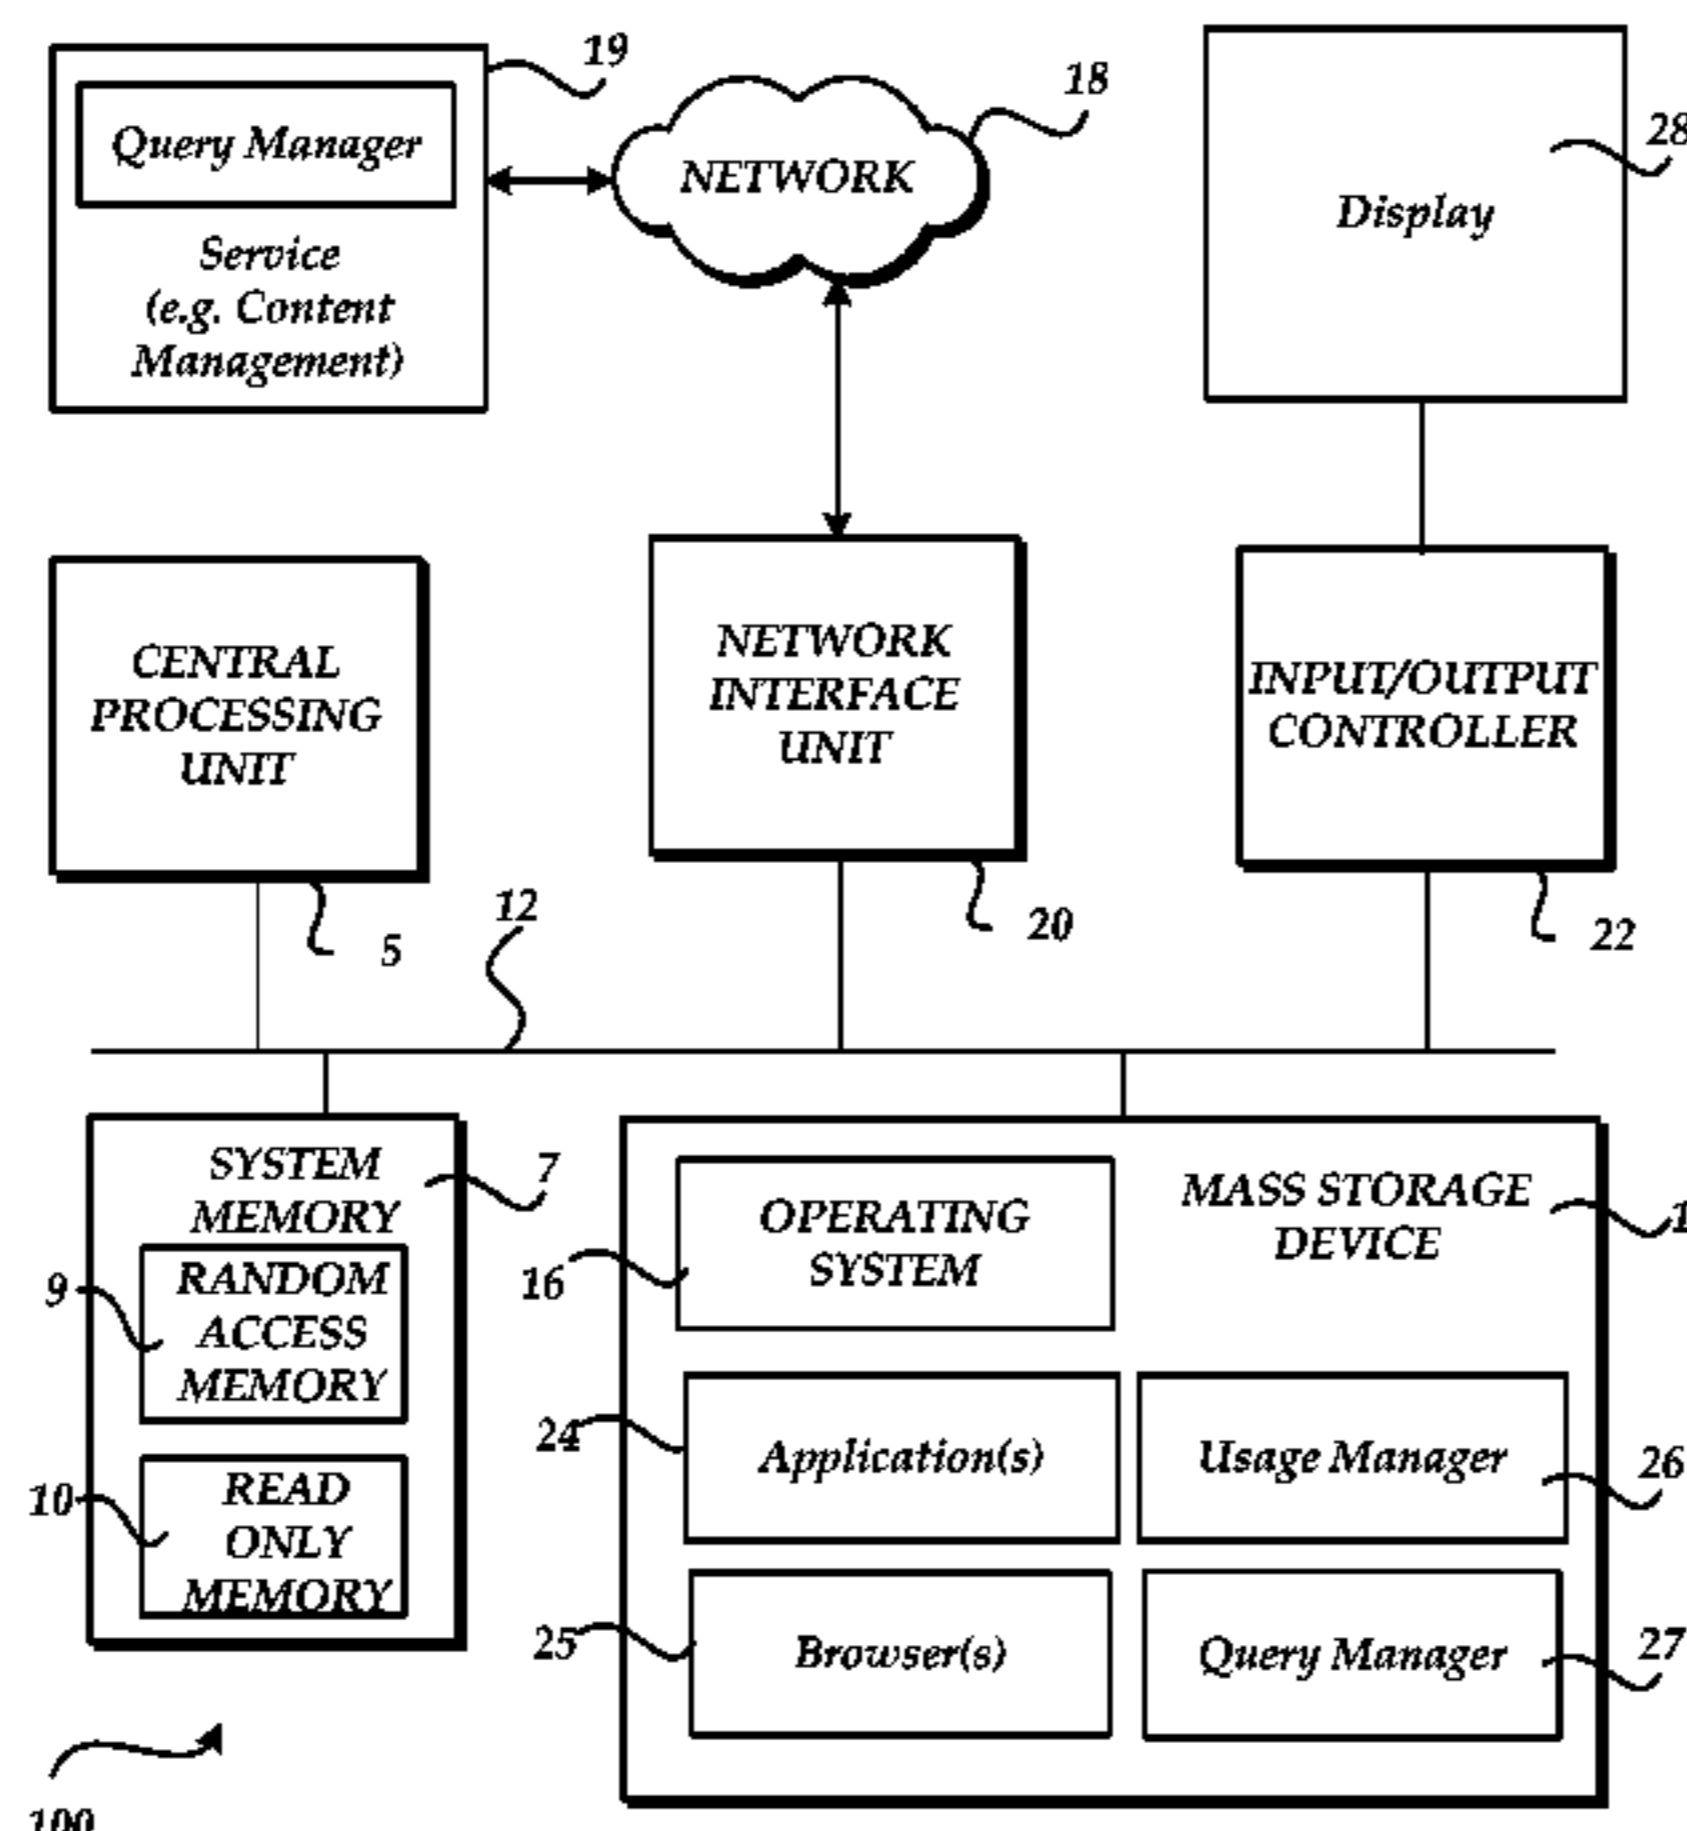 19
Query Manager
Service
(e.g. Content
Management)
NETWORK
18
Display
28
CENTRAL
PROCESSING
UNIT
5
NETWORK
INTERFACE
UNIT
20
INPUT/OUTPUT
CONTROLLER
22
12
SYSTEM
MEMORY
7
RANDOM
ACCESS
MEMORY
9
READ
ONLY
MEMORY
10
MASS STORAGE
DEVICE
OPERATING
SYSTEM
16
24
Application(s)
Usage Manager
26
25
Browser(s)
Query Manager
27
100